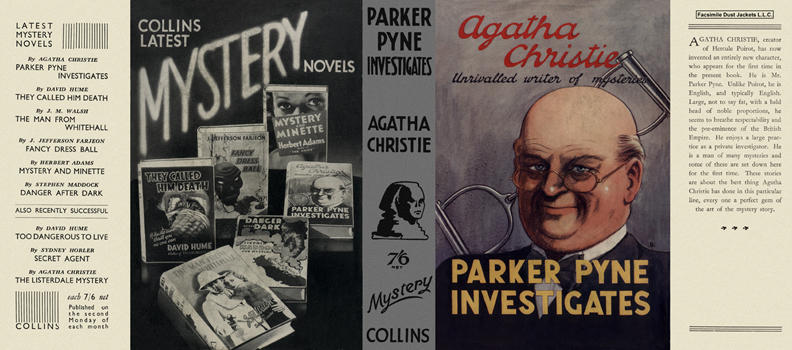 LATEST
MYSTERY
NOVELS
By AGATHA CHRISTIE
PARKER PYNE
INVESTIGATES
By DAVID HUME
THEY CALLED HIM DEATH
By J. M. WALSH
THE MAN FROM
WHITEHALL
By J. JEFFERSON FARJEON
FANCY DRESS BALL
By HERBERT ADAMS
MYSTERY AND MINETTE
By STEPHEN MADDOCK
DANGER AFTER DARK
ALSO RECENTLY SUCCESSFUL
By DAVID HUME
TOO DANGEROUS TO LIVE
By SYDNEY HORLER
SECRET AGENT
By AGATHA CHRISTIE
THE LISTERDALE MYSTERY
COLLINS
each 7/6 net
Published on
the second
Monday of
each month
COLLINS
LATEST
MYSTERY
NOVELS
MYSTERY
MINETTE
Herbert Adams
J. JEFFERSON FARJEON
FANCY
DRESS
BALL
THEY CALLED
HIM DEATH
DAVID HUME
PARKER PYNE
INVESTIGATES
DANGER
DARK
PARKER
PYNE
INVESTIGATES
AGATHA
CHRISTIE
7/6
NET
Mystery
COLLINS
Agatha
Christie
Unrivalled writer of mysteries
PARKER PYNE
INVESTIGATES
Facsimile Dust Jackets L.L.C.
AGATHA CHRISTIE, creator
of Hercule Poirot, has now
invented an entirely new character,
who appears for the first time in
the present book. He is Mr.
Parker Pyne. Unlike Poirot, he is
English, and typically English.
Large, not to say fat, with a bald
head of noble proportions, he
seems to breathe respectability and
the pre-eminence of the British
Empire. He enjoys a large prac-
tice as a private investigator. He
is a man of many mysteries and
some of these are set down here
for the first time. These stories
are about the best thing Agatha
Christie has done in this particular
line, every one a perfect gem of
the art of the mystery story.